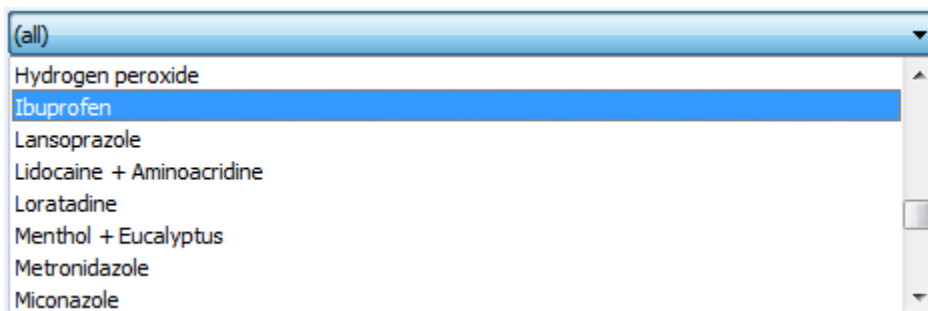 (all)
Hydrogen peroxide
Ibuprofen
Lansoprazole
Lidocaine + Aminoacridine
Loratadine
Menthol + Eucalyptus
Metronidazole
Miconazole